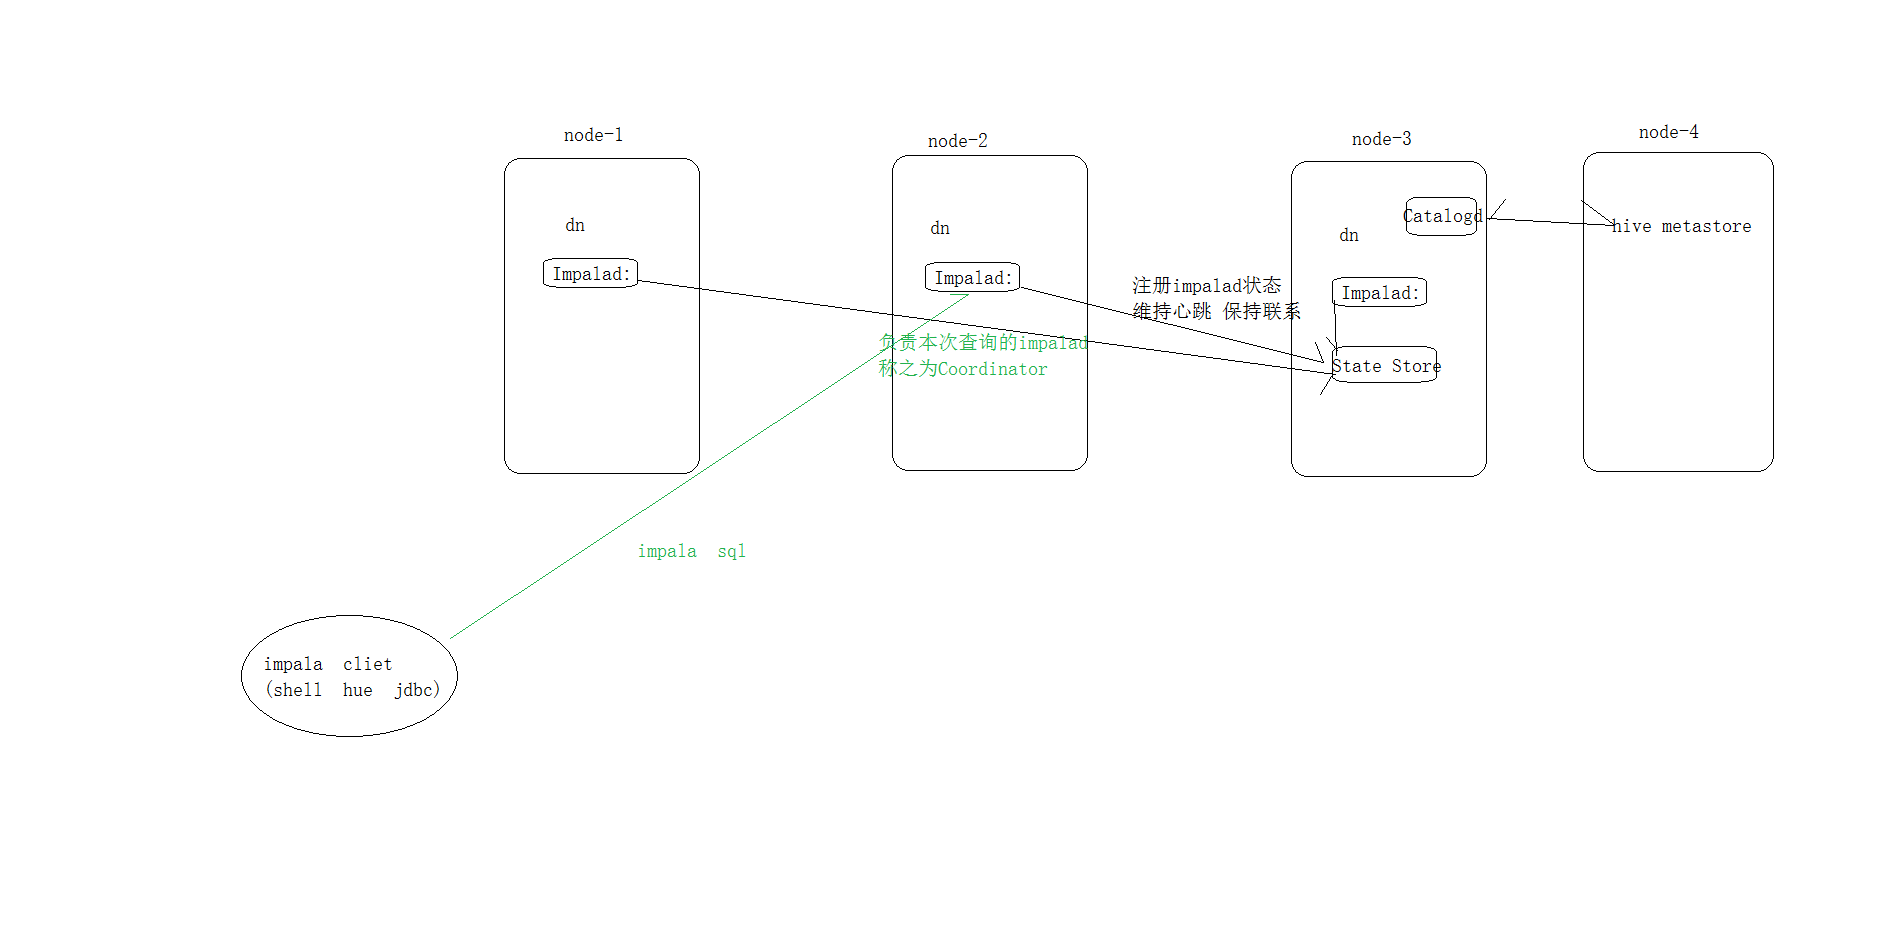 node-1
dn
Impalad:
node-2
dn
Impalad:
负责本次查询的impalad
称之为Coordinator
注册impalad状态
维持心跳 保持联系
node-3
Catalogd
dn
Impalad:
State Store
node-4
hive metastore
impala sql
impala cliet
(shell hue jdbc)